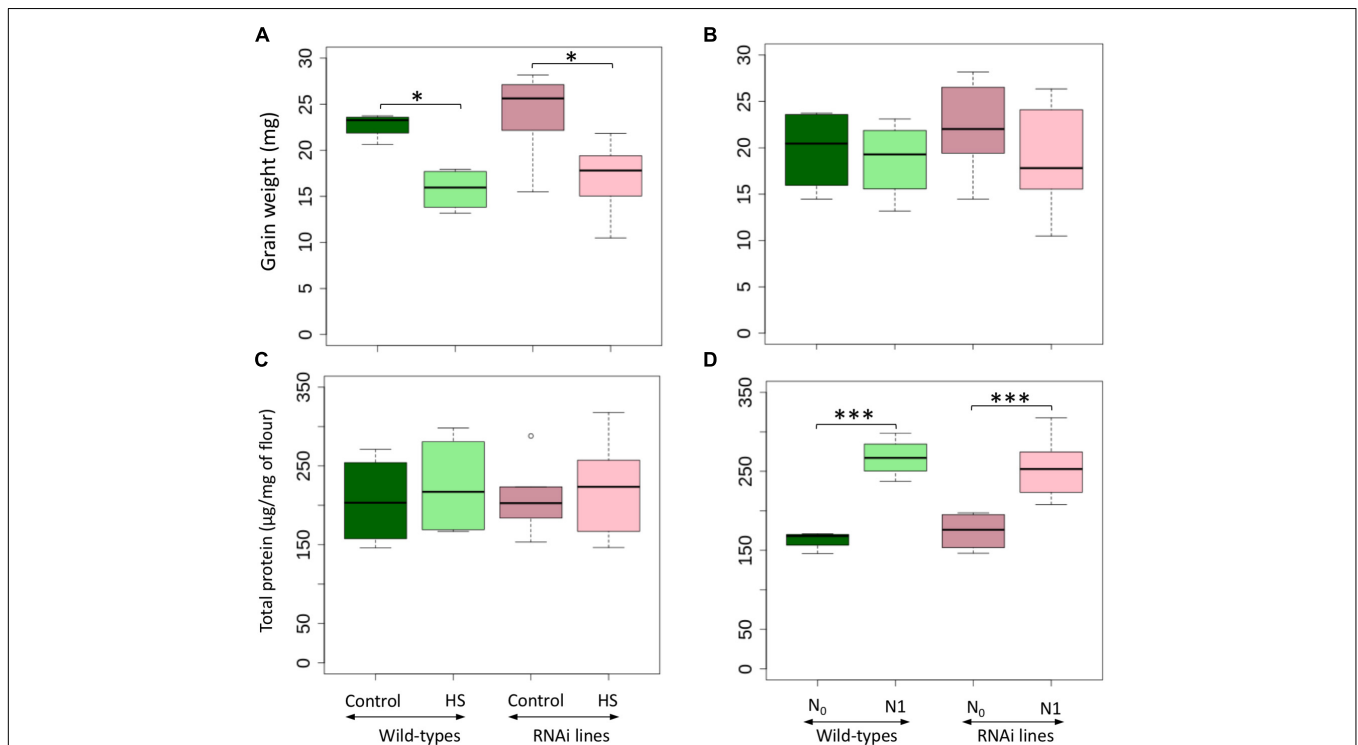 A
B
Grain weight (mg)
30
25
20
15
10
5
0
*
*
30
25
20
15
10
5
0
C
D
Total protein (µg/mg of flour)
350
250
150
50
0
350
250
150
50
0
***
***
Control HS Control HS
Wild-types RNAi lines
N₀ N1 N₀ N1
Wild-types RNAi lines